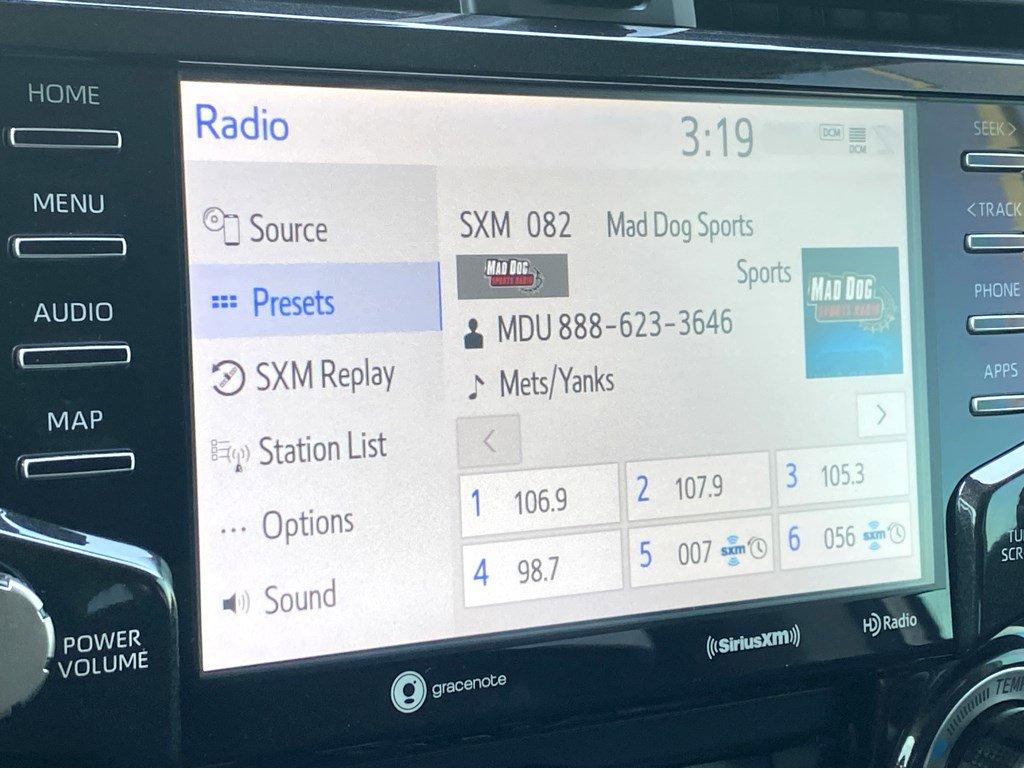 HOME
MENU
AUDIO
MAP
POWER
VOLUME
Radio
3:19
DCM
DCM
Source
Presets
SXM Replay
Station List
... Options
Sound
SXM 082 Mad Dog Sports
Sports
MAD DOG
SPORTS RADIO
MAD DOG
SPORTS RADIO
MDU 888-623-3646
Mets/Yanks
< >
1 106.9
2 107.9
3 105.3
4 98.7
5 007 sxm
6 056 sxm
gracenote
SiriusXM
HD Radio
SEEK >
< TRACK
PHONE
APPS
TU
SCR
TEMP